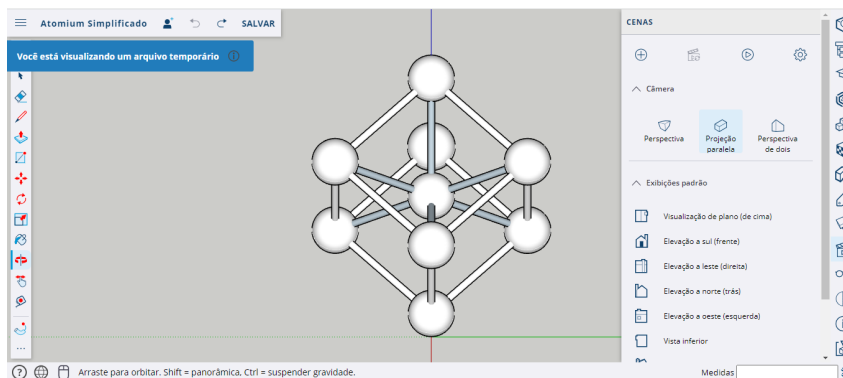 Atomium Simplificado
SALVAR
Você está visualizando um arquivo temporário
CENAS
Câmera
Perspectiva
Projeção
paralela
Perspectiva
de dois
Exibições padrão
Visualização de plano (de cima)
Elevação a sul (frente)
Elevação a leste (direita)
Elevação a norte (trás)
Elevação a oeste (esquerda)
Vista inferior
Arraste para orbitar. Shift = panorâmica, Ctrl = suspender gravidade.
Medidas